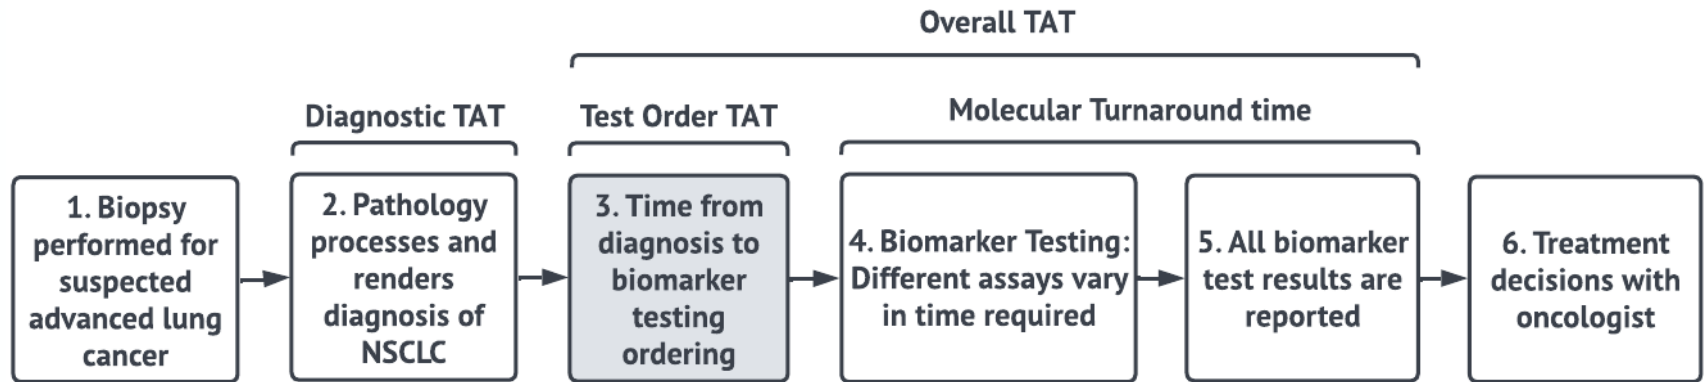 Overall TAT
Diagnostic TAT
Test Order TAT
Molecular Turnaround time
1. Biopsy
performed for
suspected
advanced lung
cancer
2. Pathology
processes and
renders
diagnosis of
NSCLC
3. Time from
diagnosis to
biomarker
testing
ordering
4. Biomarker Testing:
Different assays vary
in time required
5. All biomarker
test results are
reported
6. Treatment
decisions with
oncologist